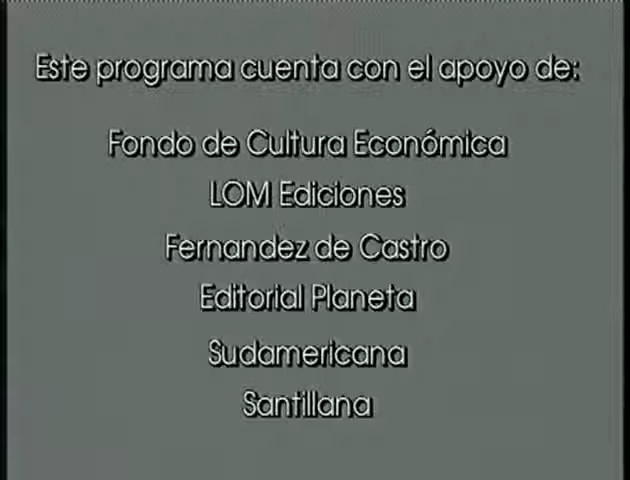 Este programa cuenta con el apoyo de:
Fondo de Cultura Económica
LOM Ediciones
Fernandez de Castro
Editorial Planeta
Sudamericana
Santillana